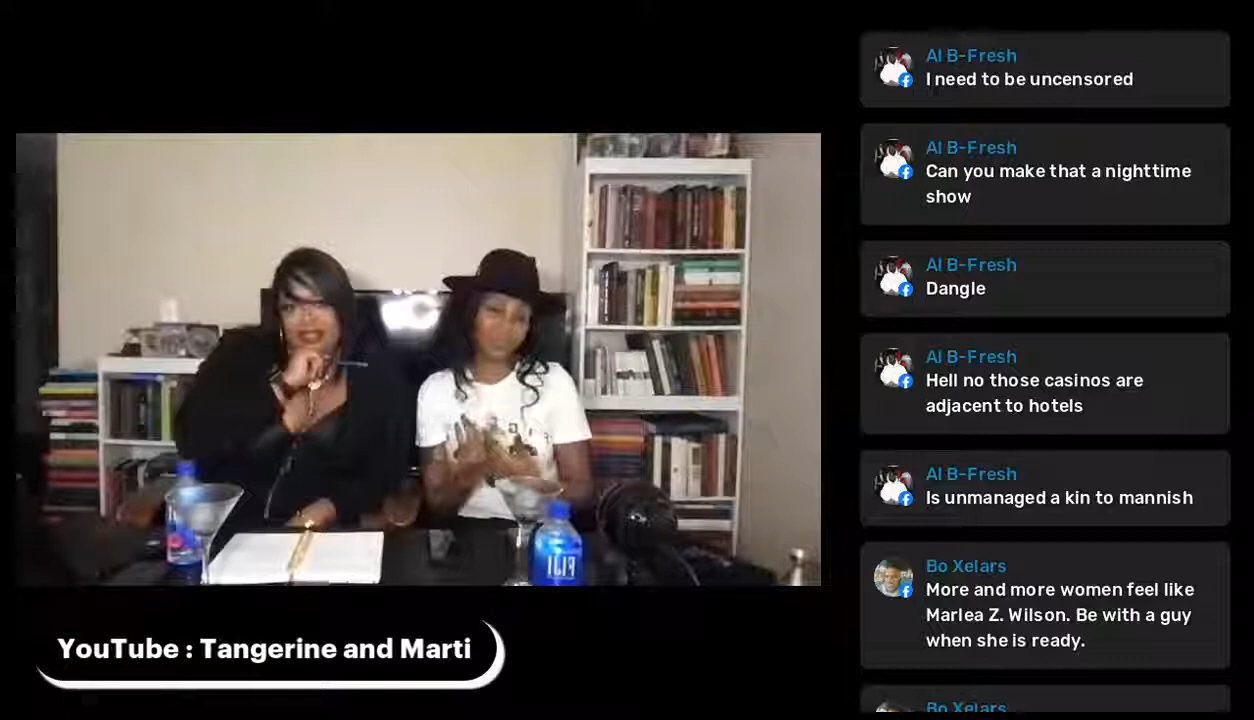 Al B-Fresh
I need to be uncensored
Al B-Fresh
Can you make that a nighttime
show
Al B-Fresh
Dangle
Al B-Fresh
Hell no those casinos are
adjacent to hotels
Al B-Fresh
Is unmanaged a kin to mannish
Bo Xelars
More and more women feel like
Marlea Z. Wilson. Be with a guy
when she is ready.
Bo Xelars
FIJI
YouTube : Tangerine and Marti